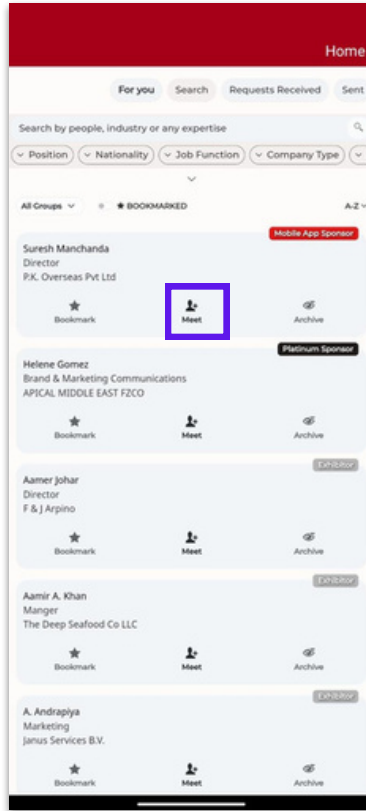 Home
For you Search Requests Received Sent
Search by people, industry or any expertise
Position Nationality Job Function Company Type
All Groups ★ BOOKMARKED A-Z
Mobile App Sponsor
Suresh Manchanda
Director
P.K. Overseas Pvt Ltd
Bookmark Meet Archive
Platinum Sponsor
Helene Gomez
Brand & Marketing Communications
APICAL MIDDLE EAST FZCO
Bookmark Meet Archive
Exhibitor
Aamer Johar
Director
F & J Arpino
Bookmark Meet Archive
Exhibitor
Aamir A. Khan
Manger
The Deep Seafood Co LLC
Bookmark Meet Archive
Exhibitor
A. Andrapiya
Marketing
Janus Services B.V.
Bookmark Meet Archive